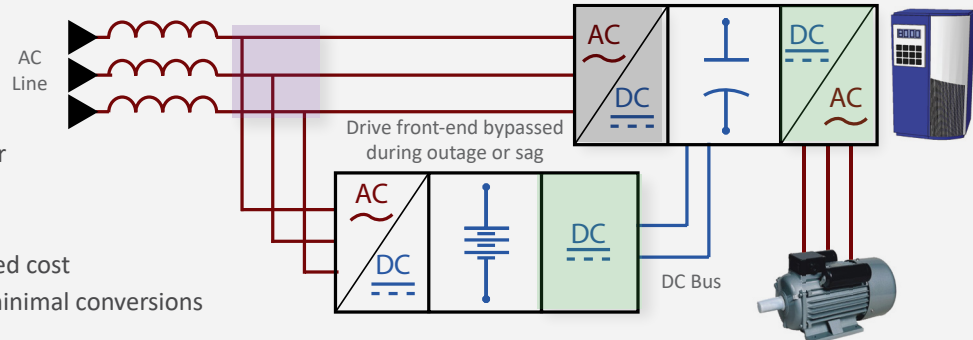 AC
Line
AC
DC
DC
AC
8000
Drive front-end bypassed
during outage or sag
AC
DC
DC
DC Bus
ed cost
inimal conversions